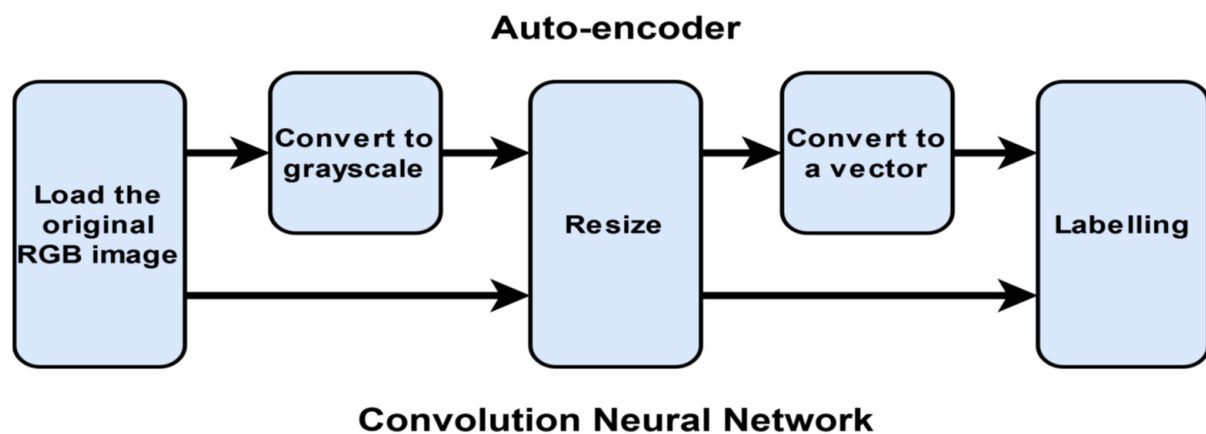 Auto-encoder
Load the
original
RGB image
Convert to
grayscale
Resize
Convert to
a vector
Labelling
Convolution Neural Network